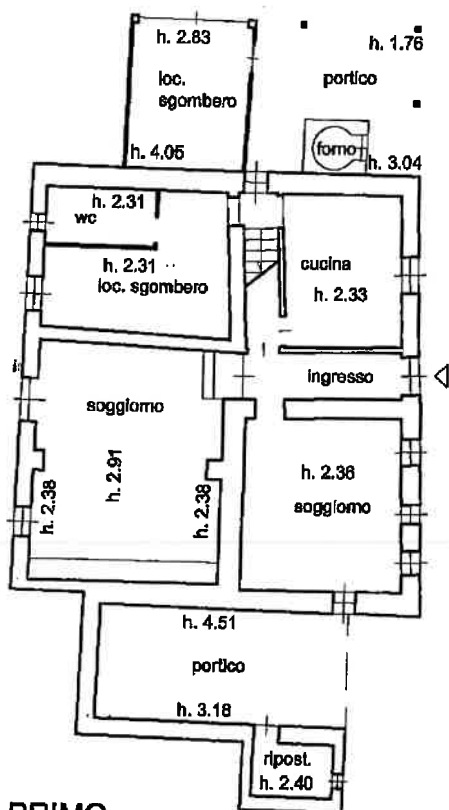 h. 2.83
h. 1.76
loc.
sgombero
portico
h. 4.05
forno
h. 3.04
h. 2.31
wc
h. 2.31
loc. sgombero
cucina
h. 2.33
ingresso
soggiorno
h. 2.91
h. 2.38
h. 2.38
h. 2.36
soggiorno
h. 4.51
portico
h. 3.18
ripost.
h. 2.40
PRIMO